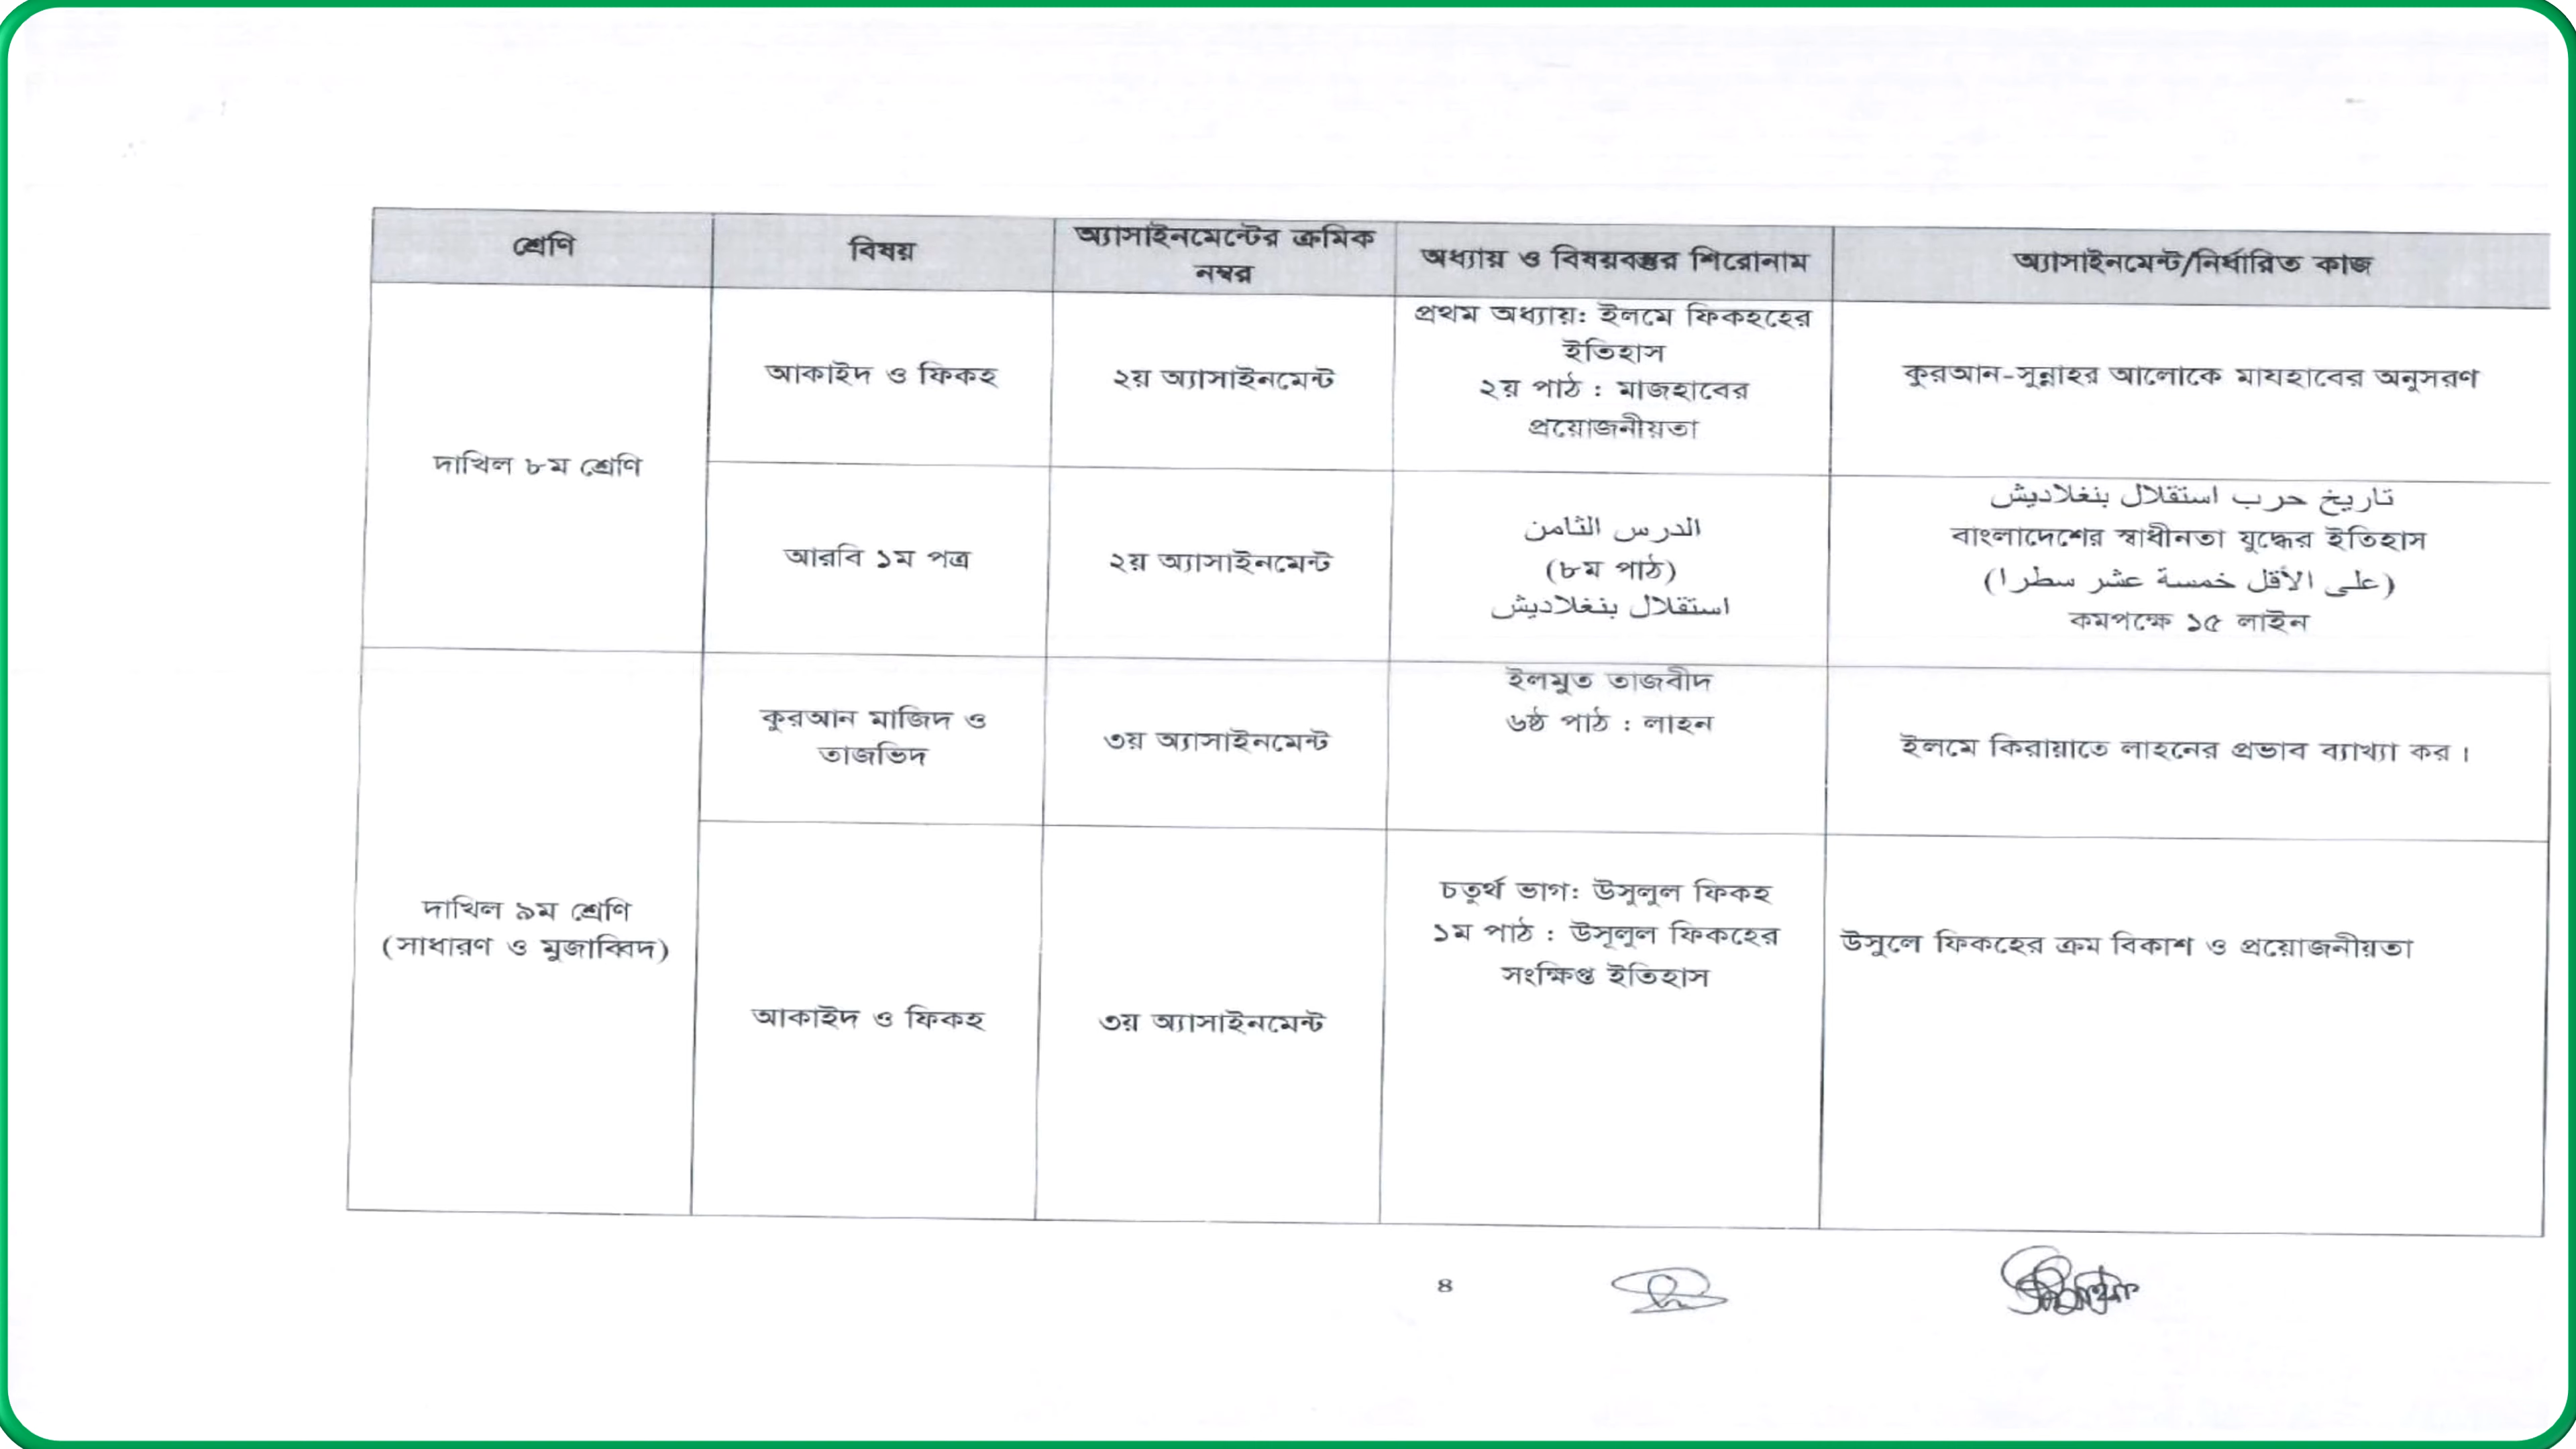 শ্রেণি
বিষয়
অ্যাসাইনমেন্টের ক্রমিক
নম্বর
অধ্যায় ও বিষয়বস্তুর শিরোনাম
অ্যাসাইনমেন্ট/নির্ধারিত কাজ
দাখিল ৮ম শ্রেণি
আকাইদ ও ফিকহ
২য় অ্যাসাইনমেন্ট
প্রথম অধ্যায়: ইলমে ফিকহহের
ইতিহাস
২য় পাঠ : মাজহাবের
প্রয়োজনীয়তা
কুরআন-সুন্নাহর আলোকে মাযহাবের অনুসরণ
আরবি ১ম পত্র
২য় অ্যাসাইনমেন্ট
الدرس الثامن
(৮ম পাঠ)
استقلال بنغلاديش
تاريخ حرب استقلال بنغلاديش
বাংলাদেশের স্বাধীনতা যুদ্ধের ইতিহাস
(على الأقل خمسة عشر سطرا)
কমপক্ষে ১৫ লাইন
দাখিল ৯ম শ্রেণি
(সাধারণ ও মুজাব্বিদ)
কুরআন মাজিদ ও
তাজভিদ
৩য় অ্যাসাইনমেন্ট
ইলমুত তাজবীদ
৬ষ্ঠ পাঠ : লাহন
ইলমে কিরায়াতে লাহনের প্রভাব ব্যাখ্যা কর।
আকাইদ ও ফিকহ
৩য় অ্যাসাইনমেন্ট
চতুর্থ ভাগ: উসুলুল ফিকহ
১ম পাঠ : উসূলুল ফিকহের
সংক্ষিপ্ত ইতিহাস
উসুলে ফিকহের ক্রম বিকাশ ও প্রয়োজনীয়তা
8